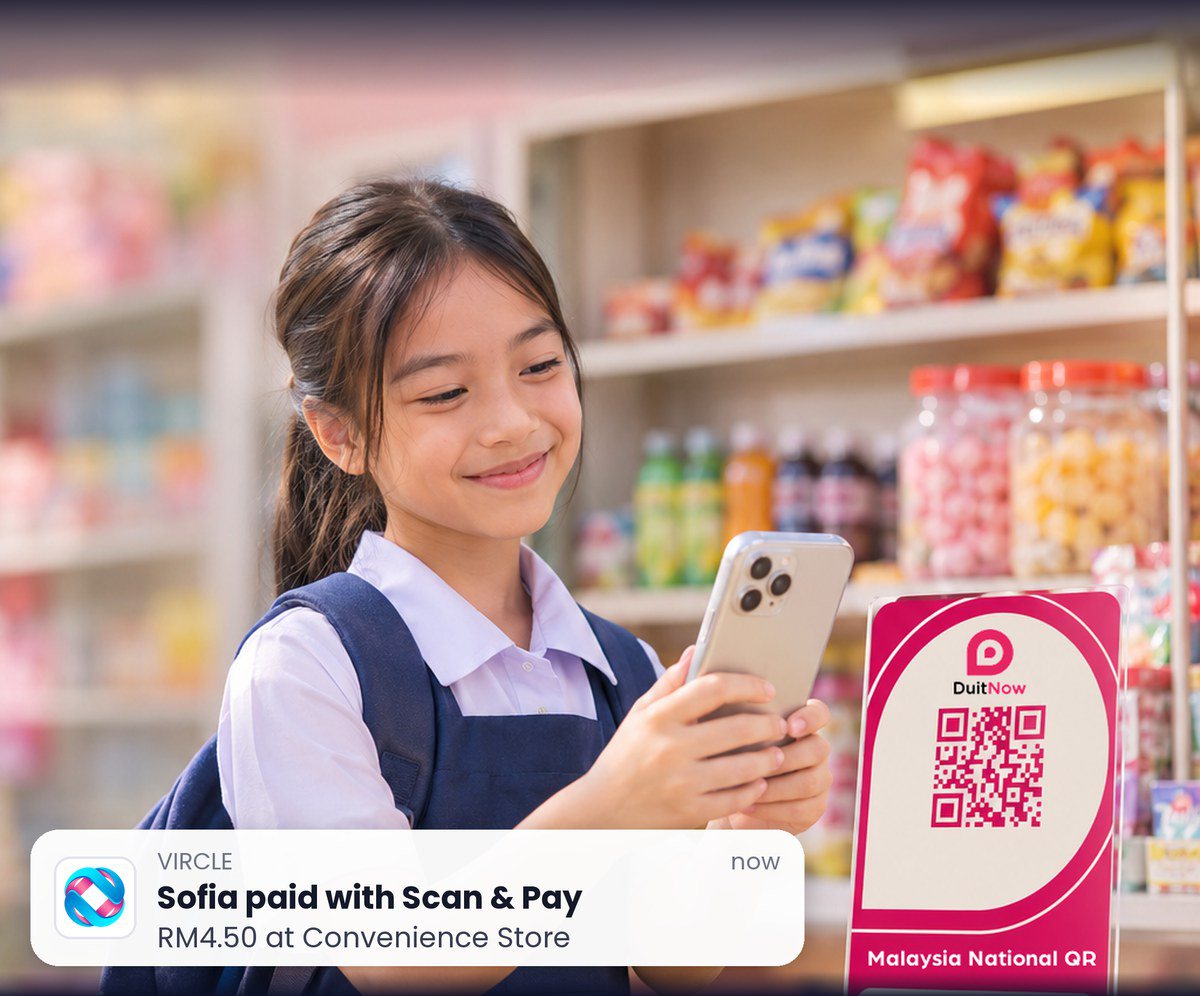 DuitNow
Malaysia National QR
VIRCLE
now
Sofia paid with Scan & Pay
RM4.50 at Convenience Store